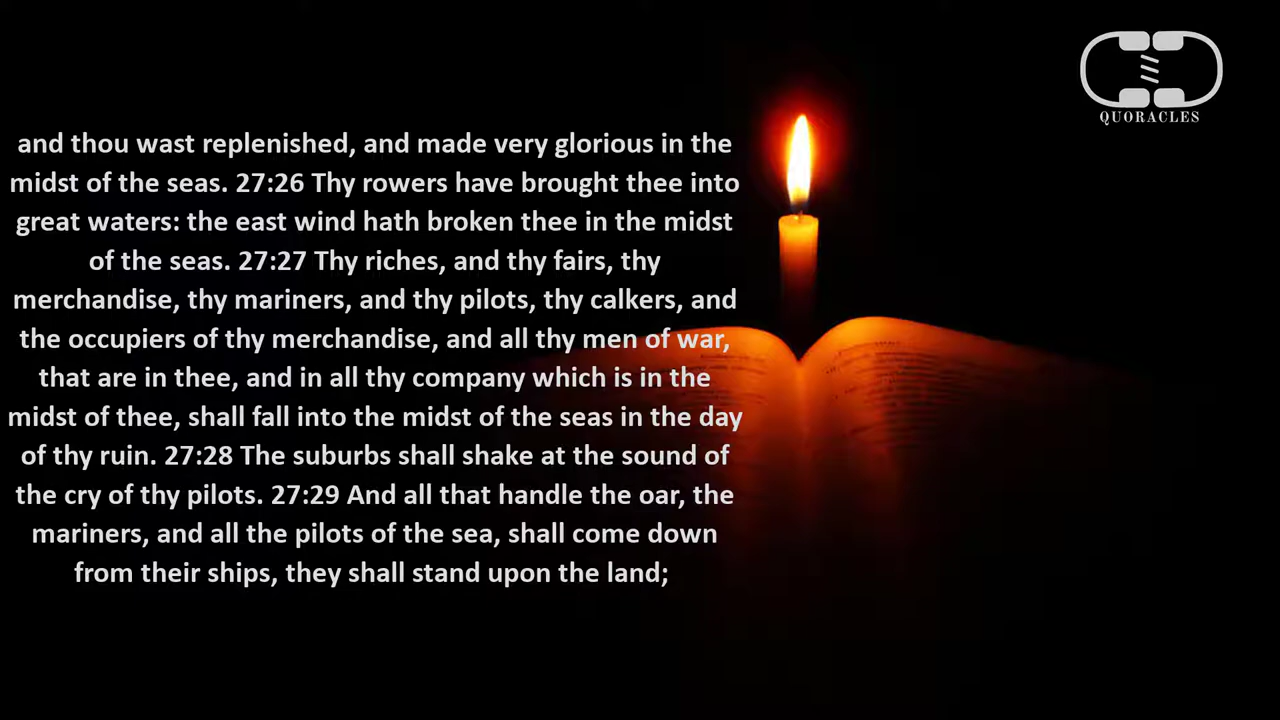 QUORACLES
and thou wast replenished, and made very glorious in the
midst of the seas. 27:26 Thy rowers have brought thee into
great waters: the east wind hath broken thee in the midst
of the seas. 27:27 Thy riches, and thy fairs, thy
merchandise, thy mariners, and thy pilots, thy calkers, and
the occupiers of thy merchandise, and all thy men of war,
that are in thee, and in all thy company which is in the
midst of thee, shall fall into the midst of the seas in the day
of thy ruin. 27:28 The suburbs shall shake at the sound of
the cry of thy pilots. 27:29 And all that handle the oar, the
mariners, and all the pilots of the sea, shall come down
from their ships, they shall stand upon the land;